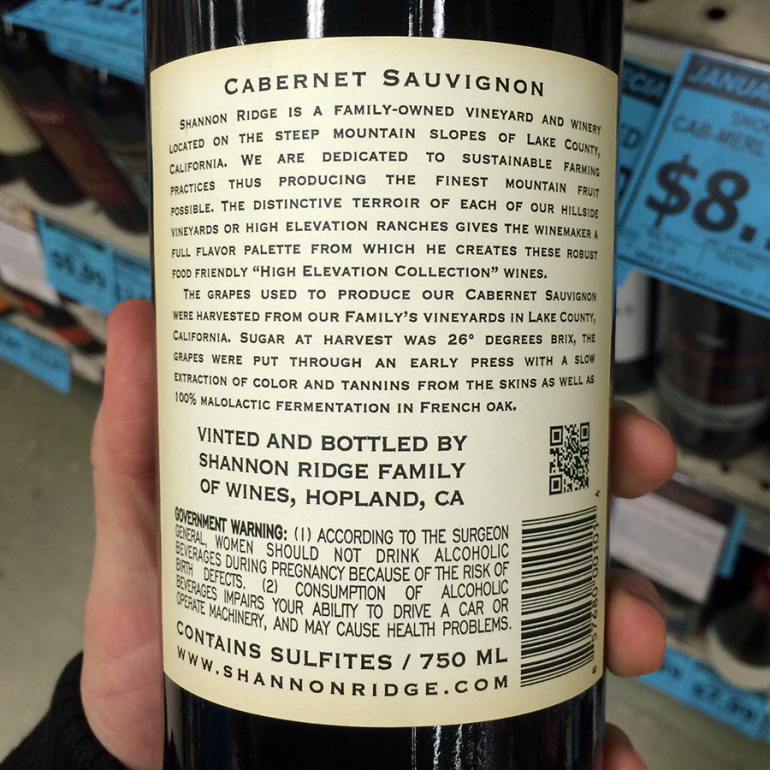 CABERNET SAUVIGNON
SHANNON RIDGE IS A FAMILY-OWNED VINEYARD AND WINERY
LOCATED ON THE STEEP MOUNTAIN SLOPES OF LAKE COUNTY,
CALIFORNIA. WE ARE DEDICATED TO SUSTAINABLE FARMING
PRACTICES THUS PRODUCING THE FINEST MOUNTAIN FRUIT
POSSIBLE. THE DISTINCTIVE TERROIR OF EACH OF OUR HILLSIDE
VINEYARDS OR HIGH ELEVATION RANCHES GIVES THE WINEMAKER A
FULL FLAVOR PALETTE FROM WHICH HE CREATES THESE ROBUST
FOOD FRIENDLY “HIGH ELEVATION COLLECTION” WINES.
THE GRAPES USED TO PRODUCE OUR CABERNET SAUVIGNON
WERE HARVESTED FROM OUR FAMILY’S VINEYARDS IN LAKE COUNTY,
CALIFORNIA. SUGAR AT HARVEST WAS 26° DEGREES BRIX, THE
GRAPES WERE PUT THROUGH AN EARLY PRESS WITH A SLOW
EXTRACTION OF COLOR AND TANNINS FROM THE SKINS AS WELL AS
100% MALOLACTIC FERMENTATION IN FRENCH OAK.
VINTED AND BOTTLED BY
SHANNON RIDGE FAMILY
OF WINES, HOPLAND, CA
GOVERNMENT WARNING: (1) ACCORDING TO THE SURGEON
GENERAL, WOMEN SHOULD NOT DRINK ALCOHOLIC
BEVERAGES DURING PREGNANCY BECAUSE OF THE RISK OF
BIRTH DEFECTS. (2) CONSUMPTION OF ALCOHOLIC
BEVERAGES IMPAIRS YOUR ABILITY TO DRIVE A CAR OR
OPERATE MACHINERY, AND MAY CAUSE HEALTH PROBLEMS.
CONTAINS SULFITES / 750 ML
WWW.SHANNONRIDGE.COM
8 57680 00101 4
JANUA
CAB-MERL
$8.